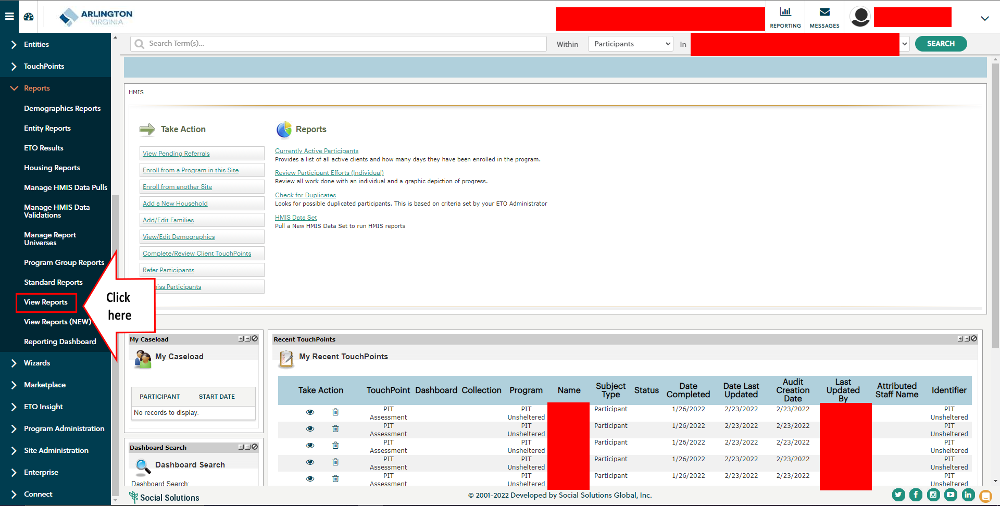 ARLINGTON
VIRGINIA
REPORTING
MESSAGES
Search Term(s)...
Within
Participants
In
SEARCH
Entities
TouchPoints
Reports
Demographics Reports
Entity Reports
ETO Results
Housing Reports
Manage HMIS Data Pulls
Manage HMIS Data
Validations
Manage Report
Universes
Program Group Reports
Standard Reports
View Reports
View Reports (NEW)
Reporting Dashboard
Wizards
Marketplace
ETO Insight
Program Administration
Site Administration
Enterprise
Connect
Click
here
HMIS
Take Action
View Pending Referrals
Enroll from a Program in this Site
Enroll from another Site
Add a New Household
Add/Edit Families
View/Edit Demographics
Complete/Review Client TouchPoints
Refer Participants
miss Participants
Reports
Currently Active Participants
Provides a list of all active clients and how many days they have been enrolled in the program.
Review Participant Efforts (Individual)
Review all work done with an individual and a graphic depiction of progress.
Check for Duplicates
Looks for possible duplicated participants. This is based on criteria set by your ETO Administrator
HMIS Data Set
Pull a New HMIS Data Set to run HMIS reports
My Caseload
My Caseload
PARTICIPANT START DATE
No records to display.
Dashboard Search
Dashboard Search
Dashboard Search:
Recent TouchPoints
My Recent TouchPoints
Take Action TouchPoint Dashboard Collection Program Name Subject Type Status Date Completed Date Last Updated Audit Creation Date Last Updated By Attributed Staff Name Identifier
PIT Assessment PIT Unsheltered Participant 1/26/2022 2/23/2022 2/23/2022 PIT Unsheltered
PIT Assessment PIT Unsheltered Participant 1/26/2022 2/23/2022 2/23/2022 PIT Unsheltered
PIT Assessment PIT Unsheltered Participant 1/26/2022 2/23/2022 2/23/2022 PIT Unsheltered
PIT Assessment PIT Unsheltered Participant 1/26/2022 2/23/2022 2/23/2022 PIT Unsheltered
PIT Assessment PIT Unsheltered Participant 1/26/2022 2/23/2022 2/23/2022 PIT Unsheltered
Social Solutions
© 2001-2022 Developed by Social Solutions Global, Inc.